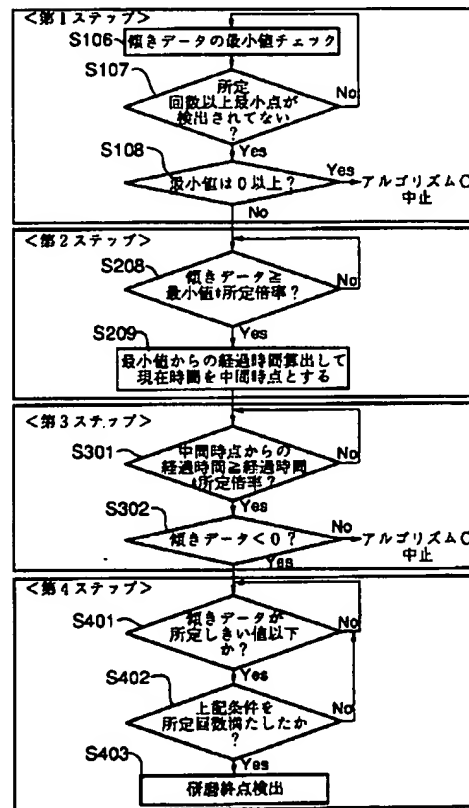 <第1ステップ>
S106
傾きデータの最小値チェック
S107
所定
回数以上最小点が
検出されてない
?
No
Yes
S108
最小値は0以上?
Yes
アルゴリズムC
中止
No
<第2ステップ>
S208
傾きデータ≧
最小値*所定倍率?
No
Yes
S209
最小値からの経過時間算出して
現在時間を中間時点とする
<第3ステップ>
S301
中間時点からの
経過時間≧経過時間
*所定倍率?
No
Yes
S302
傾きデータ<0?
No
アルゴリズムC
中止
Yes
<第4ステップ>
S401
傾きデータが
所定しきい値以下
か?
No
Yes
S402
上記条件を
所定回数満たしたか
?
No
Yes
S403
研磨終点検出